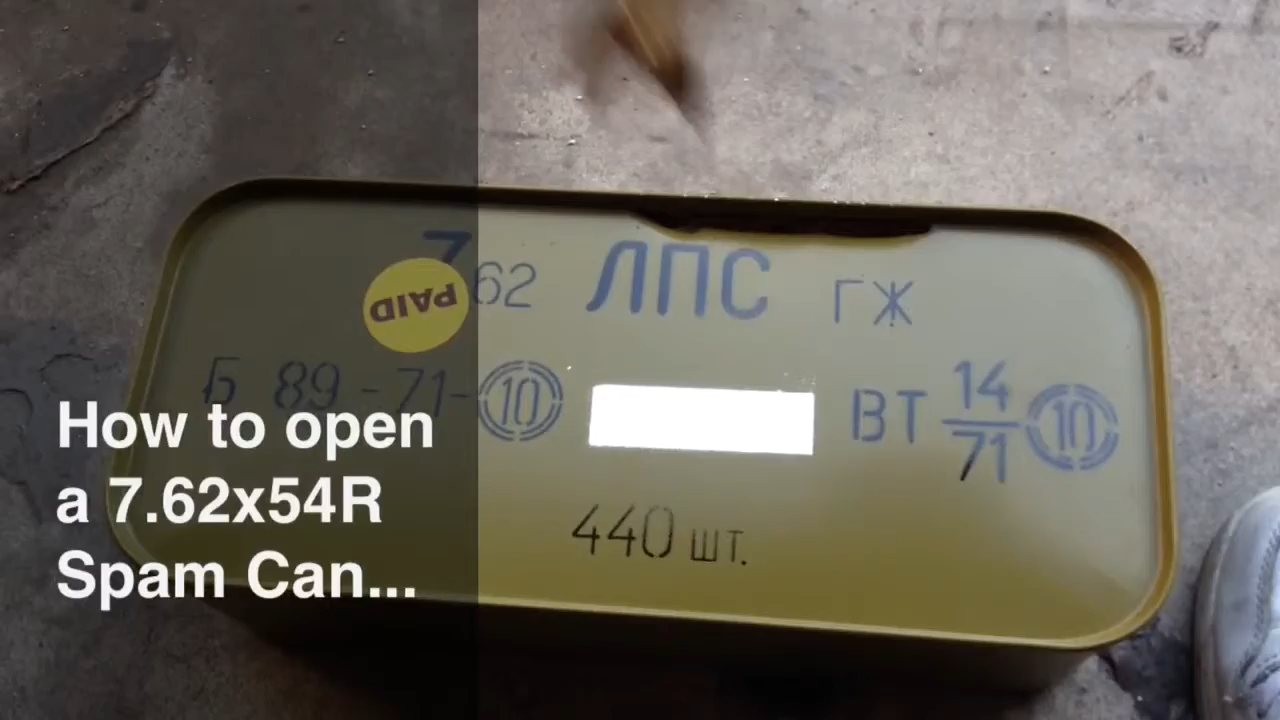 7,62 ЛПС ГЖ
PAID
Б 89-71-10 ВТ 14/71 10
440 шт.
How to open
a 7.62x54R
Spam Can...